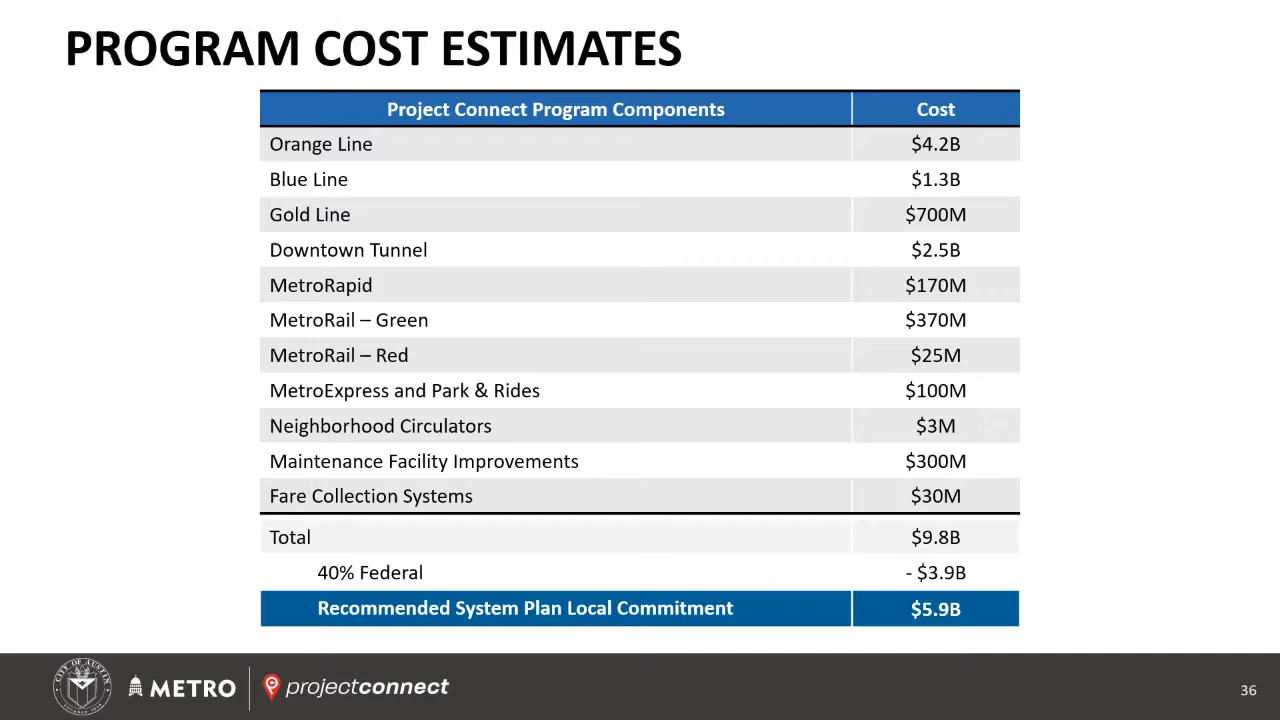 PROGRAM COST ESTIMATES
Project Connect Program Components Cost
Orange Line $4.2B
Blue Line $1.3B
Gold Line $700M
Downtown Tunnel $2.5B
MetroRapid $170M
MetroRail – Green $370M
MetroRail – Red $25M
MetroExpress and Park & Rides $100M
Neighborhood Circulators $3M
Maintenance Facility Improvements $300M
Fare Collection Systems $30M
Total $9.8B
40% Federal - $3.9B
Recommended System Plan Local Commitment $5.9B
CITY OF AUSTIN
METRO
projectconnect
36